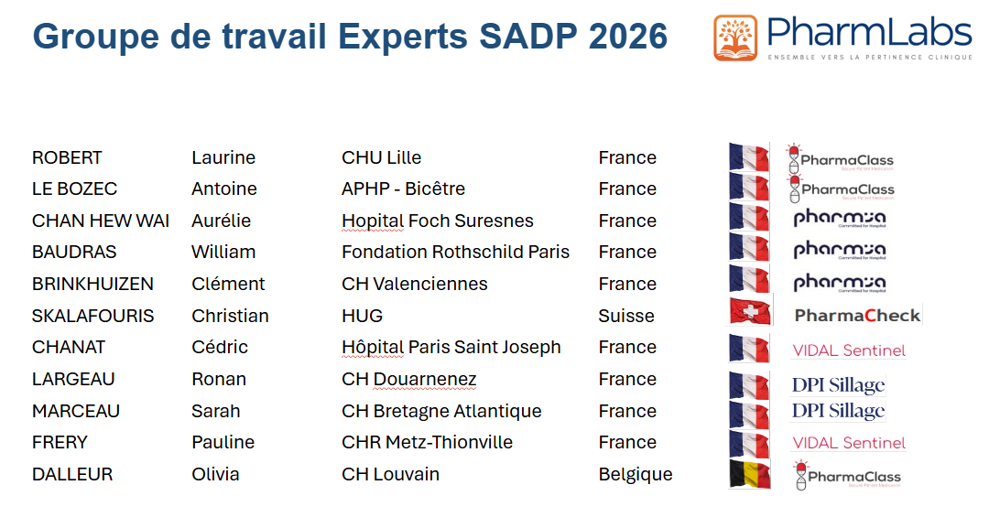 Groupe de travail Experts SADP 2026
PharmLabs
ENSEMBLE VERS LA PERTINENCE CLINIQUE
ROBERT Laurine CHU Lille France PharmaClass Secure Patient Medication
LE BOZEC Antoine APHP - Bicêtre France PharmaClass Secure Patient Medication
CHAN HEW WAI Aurélie Hopital Foch Suresnes France pharmia Committed for Hospital
BAUDRAS William Fondation Rothschild Paris France pharmia Committed for Hospital
BRINKHUIZEN Clément CH Valenciennes France pharmia Committed for Hospital
SKALAFOURIS Christian HUG Suisse PharmaCheck
CHANAT Cédric Hôpital Paris Saint Joseph France VIDAL Sentinel
LARGEAU Ronan CH Douarnenez France DPI Sillage
MARCEAU Sarah CH Bretagne Atlantique France DPI Sillage
FRERY Pauline CHR Metz-Thionville France VIDAL Sentinel
DALLEUR Olivia CH Louvain Belgique PharmaClass Secure Patient Medication